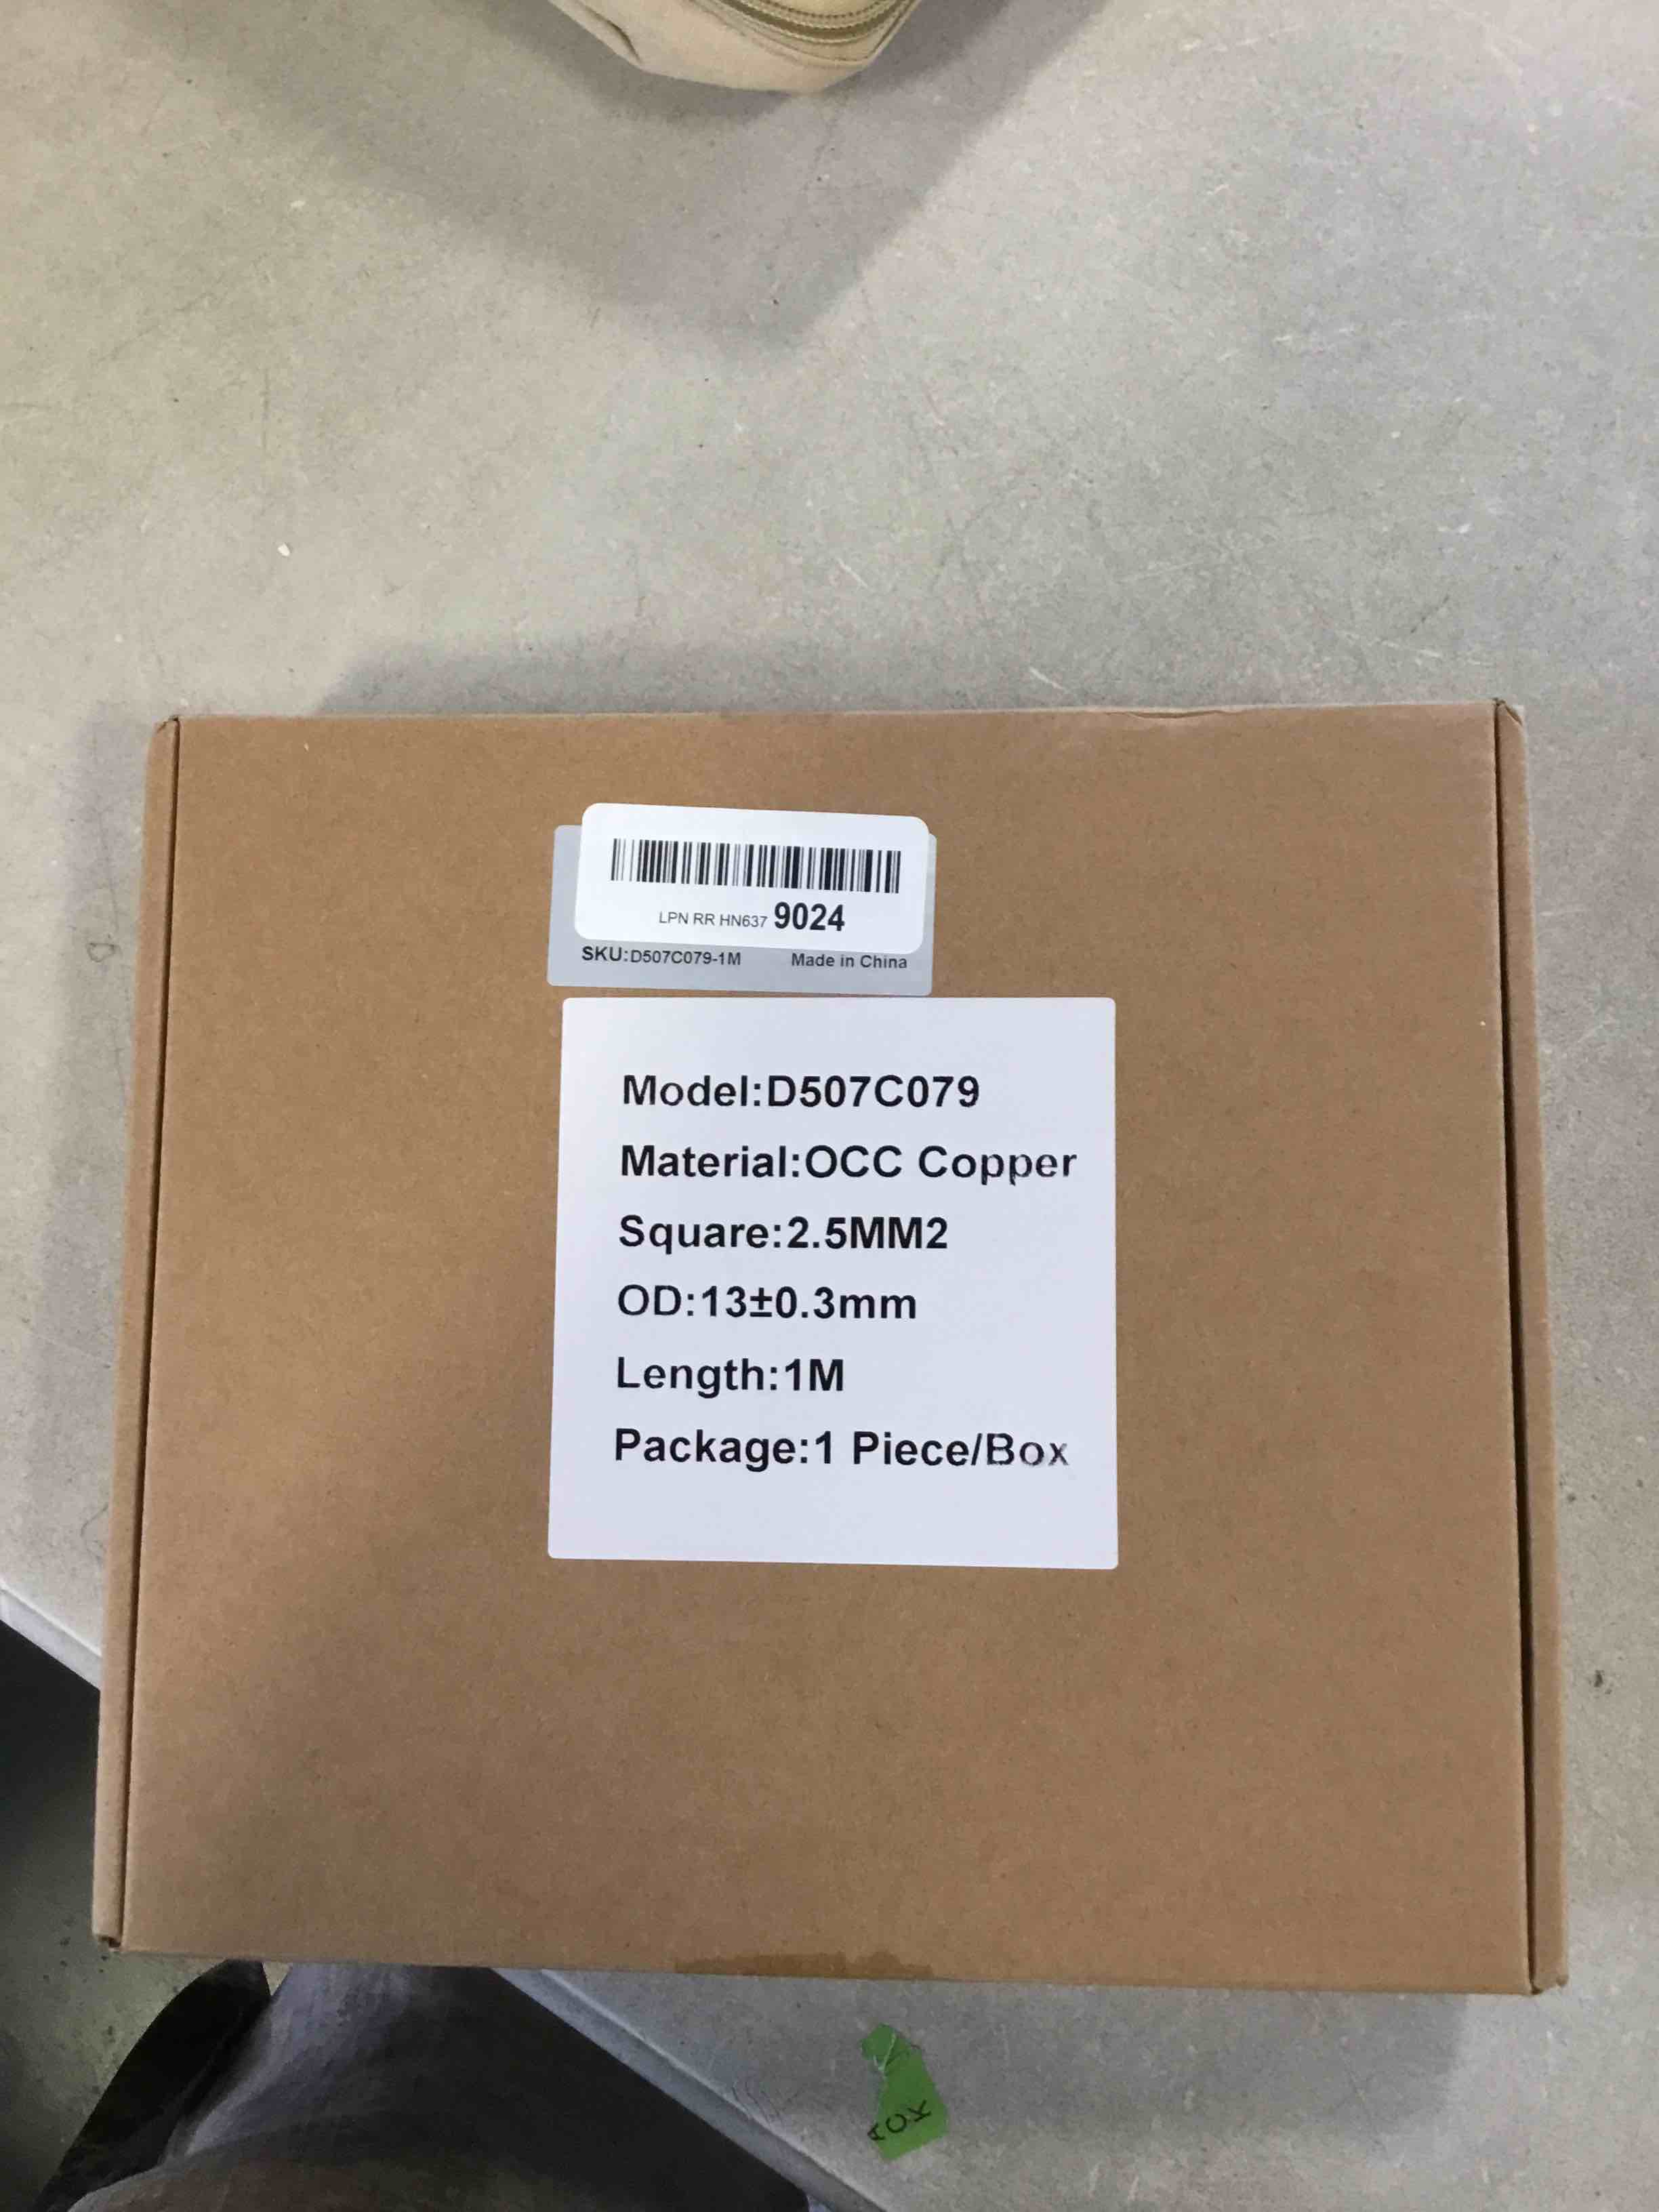 LPN RR HN637 9024
SKU:D507C079-1M Made in China
Model:D507C079
Material:OCC Copper
Square:2.5MM2
OD:13±0.3mm
Length:1M
Package:1 Piece/Box
AOK